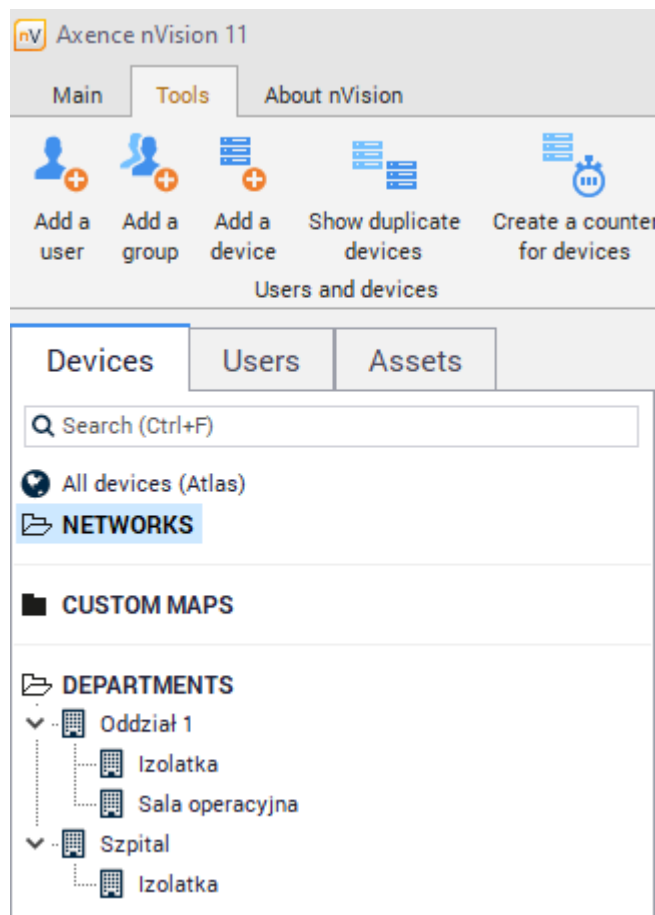 nV Axence nVision 11
Main Tools About nVision
Add a user
Add a group
Add a device
Show duplicate devices
Create a counter for devices
Users and devices
Devices Users Assets
Search (Ctrl+F)
All devices (Atlas)
NETWORKS
CUSTOM MAPS
DEPARTMENTS
Oddział 1
Izolatka
Sala operacyjna
Szpital
Izolatka